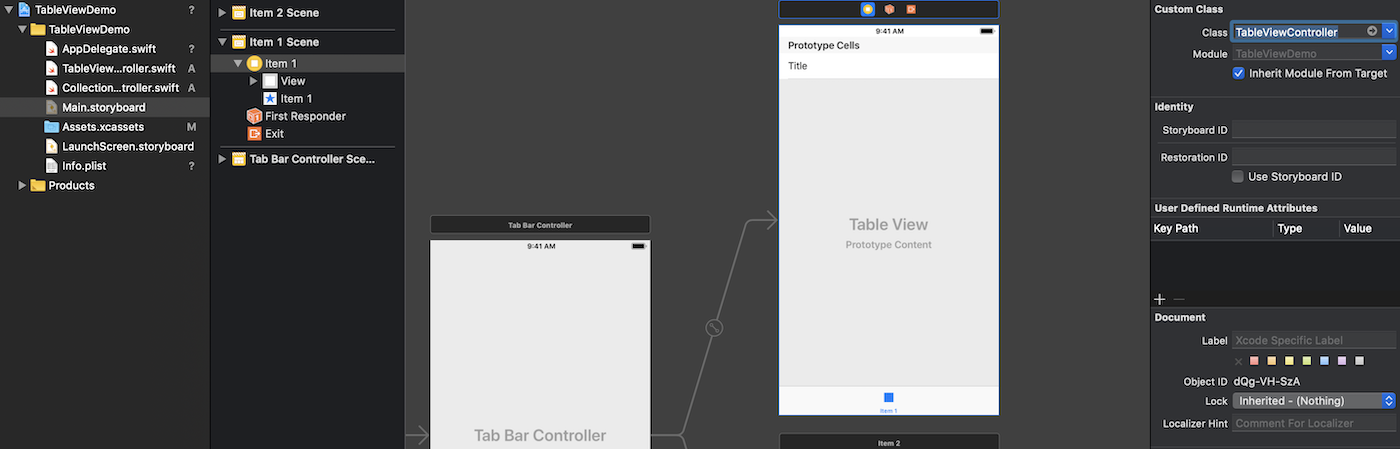 TableViewDemo
TableViewDemo
AppDelegate.swift ?
TableView...roller.swift A
Collection...troller.swift A
Main.storyboard
Assets.xcassets M
LaunchScreen.storyboard
Info.plist ?
Products
Item 2 Scene
Item 1 Scene
Item 1
View
Item 1
First Responder
Exit
Tab Bar Controller Sce...
Tab Bar Controller
9:41 AM
Tab Bar Controller
9:41 AM
Prototype Cells
Title
Table View
Prototype Content
Item 1
Item 2
Custom Class
Class TableViewController
Module TableViewDemo
Inherit Module From Target
Identity
Storyboard ID
Restoration ID
Use Storyboard ID
User Defined Runtime Attributes
Key Path Type Value
Document
Label Xcode Specific Label
Object ID dQg-VH-SzA
Lock Inherited - (Nothing)
Localizer Hint Comment For Localizer